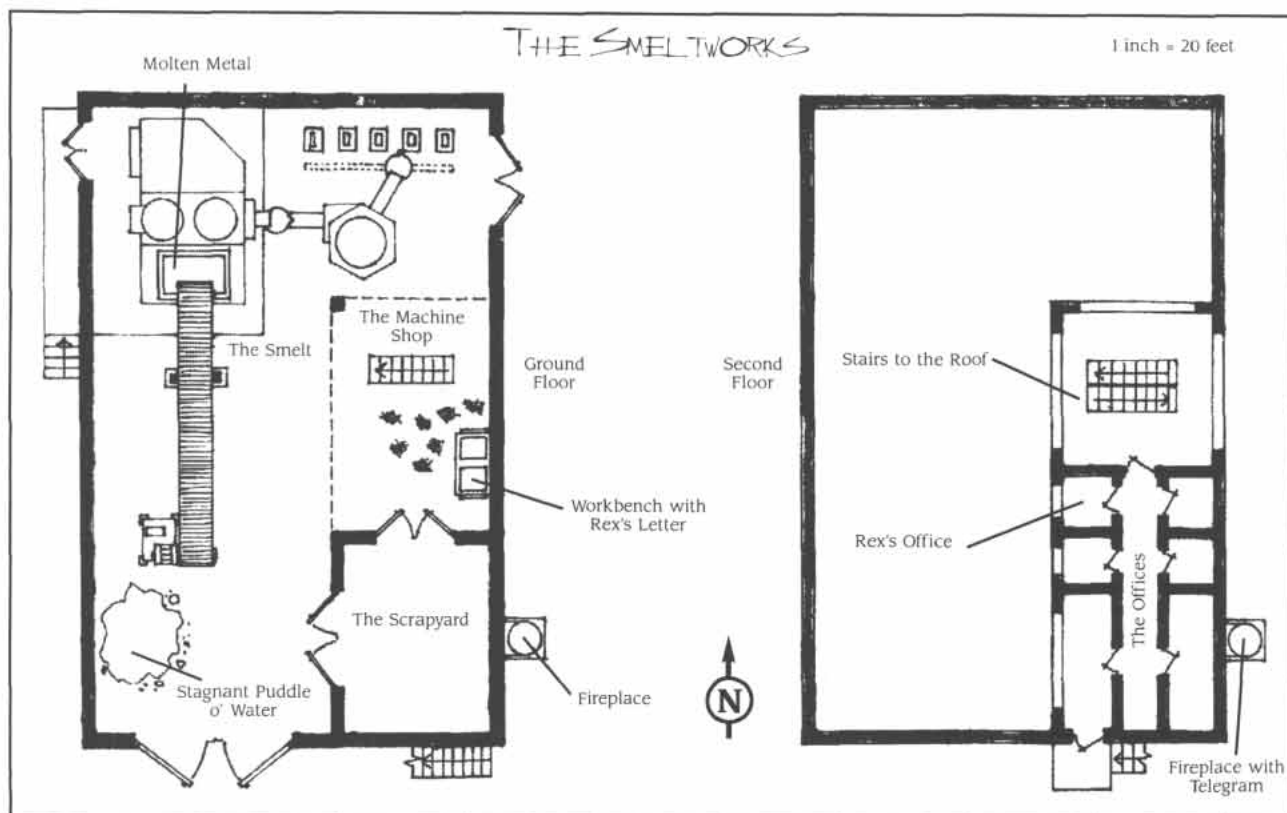 THE SMELTWORKS
1 inch = 20 feet
Molten Metal
The Smelt
The Machine
Shop
Ground
Floor
Workbench with
Rex's Letter
The Scrapyard
Fireplace
Stagnant Puddle
o' Water
N
Second
Floor
Stairs to the Roof
Rex's Office
The Offices
Fireplace with
Telegram